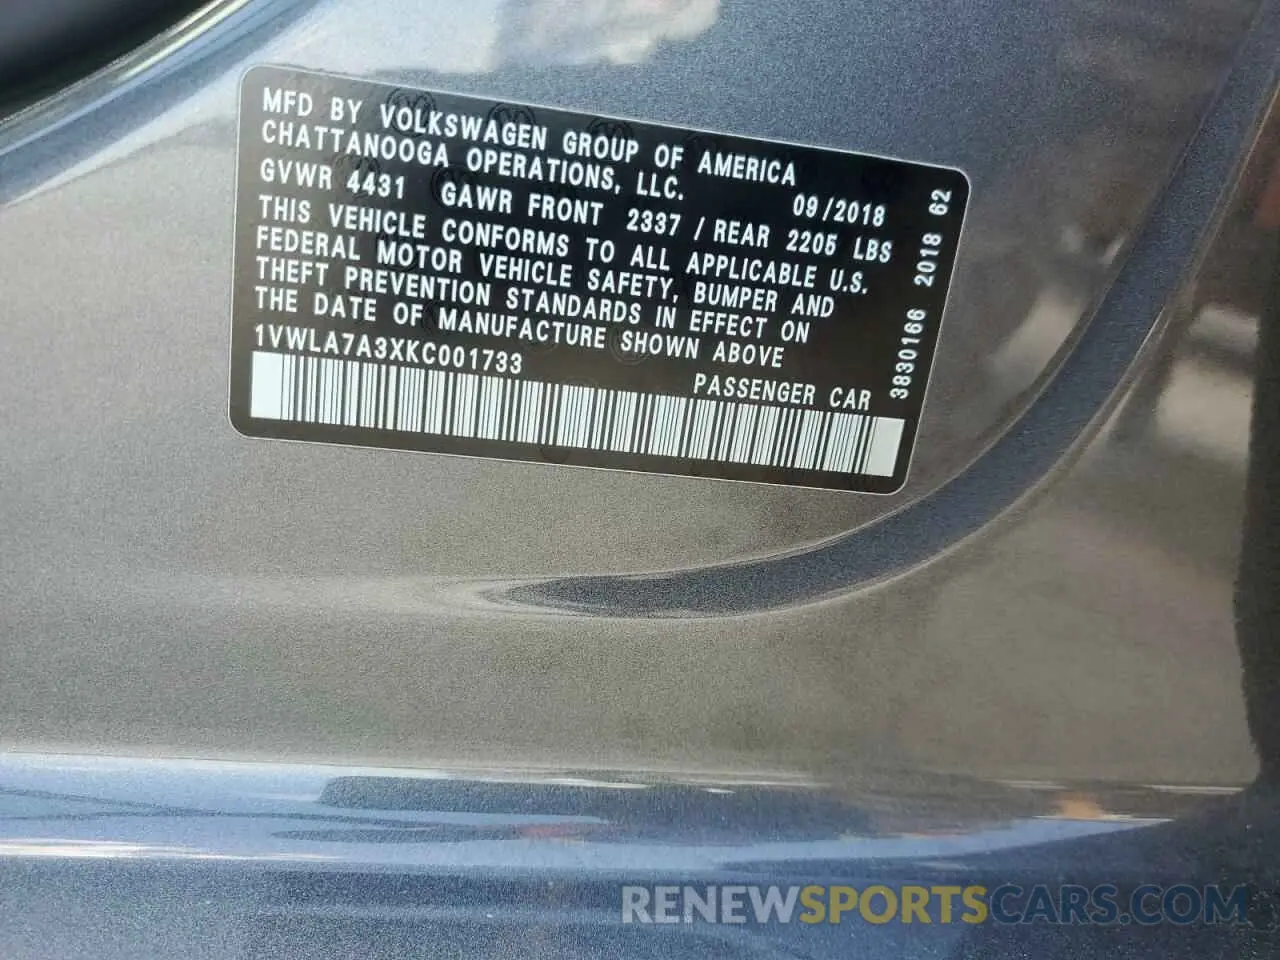 MFD BY VOLKSWAGEN GROUP OF AMERICA
CHATTANOOGA OPERATIONS, LLC.
09/2018
GVWR 4431 GAWR FRONT 2337 / REAR 2205 LBS
THIS VEHICLE CONFORMS TO ALL APPLICABLE U.S.
FEDERAL MOTOR VEHICLE SAFETY, BUMPER AND
THEFT PREVENTION STANDARDS IN EFFECT ON
THE DATE OF MANUFACTURE SHOWN ABOVE
1VWLA7A3XKC001733
PASSENGER CAR
3830166 2018 62
RENEWSPORTSCARS.COM